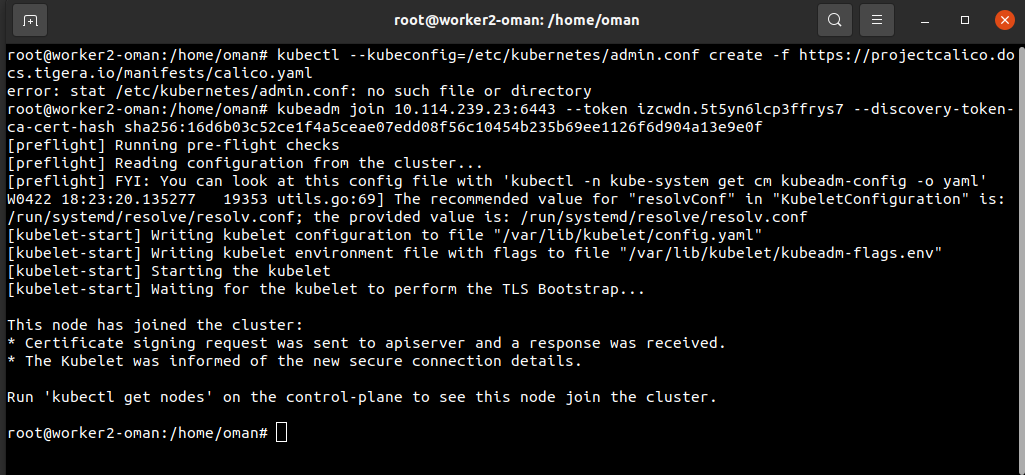 root@worker2-oman: /home/oman
root@worker2-oman:/home/oman# kubectl --kubeconfig=/etc/kubernetes/admin.conf create -f https://projectcalico.do
cs.tigera.io/manifests/calico.yaml
error: stat /etc/kubernetes/admin.conf: no such file or directory
root@worker2-oman:/home/oman# kubeadm join 10.114.239.23:6443 --token izcwdn.5t5yn6lcp3ffrys7 --discovery-token-
ca-cert-hash sha256:16d6b03c52ce1f4a5ceae07edd08f56c10454b235b69ee1126f6d904a13e9e0f
[preflight] Running pre-flight checks
[preflight] Reading configuration from the cluster...
[preflight] FYI: You can look at this config file with 'kubectl -n kube-system get cm kubeadm-config -o yaml'
W0422 18:23:20.135277   19353 utils.go:69] The recommended value for "resolvConf" in "KubeletConfiguration" is:
/run/systemd/resolve/resolv.conf; the provided value is: /run/systemd/resolve/resolv.conf
[kubelet-start] Writing kubelet configuration to file "/var/lib/kubelet/config.yaml"
[kubelet-start] Writing kubelet environment file with flags to file "/var/lib/kubelet/kubeadm-flags.env"
[kubelet-start] Starting the kubelet
[kubelet-start] Waiting for the kubelet to perform the TLS Bootstrap...
This node has joined the cluster:
* Certificate signing request was sent to apiserver and a response was received.
* The Kubelet was informed of the new secure connection details.
Run 'kubectl get nodes' on the control-plane to see this node join the cluster.
root@worker2-oman:/home/oman#